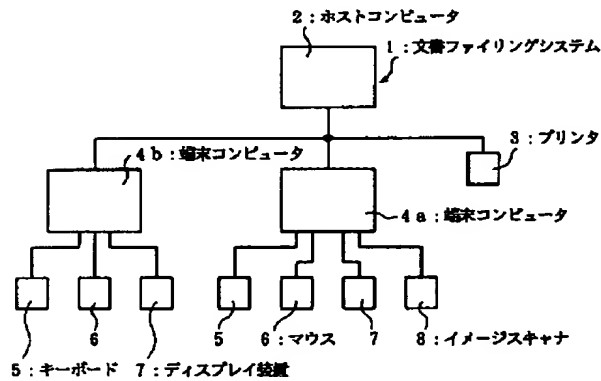 2：ホストコンピュータ
1：文書ファイリングシステム
3：プリンタ
4b：端末コンピュータ
4a：端末コンピュータ
5 6：マウス 7 8：イメージスキャナ
6
5：キーボード 7：ディスプレイ装置